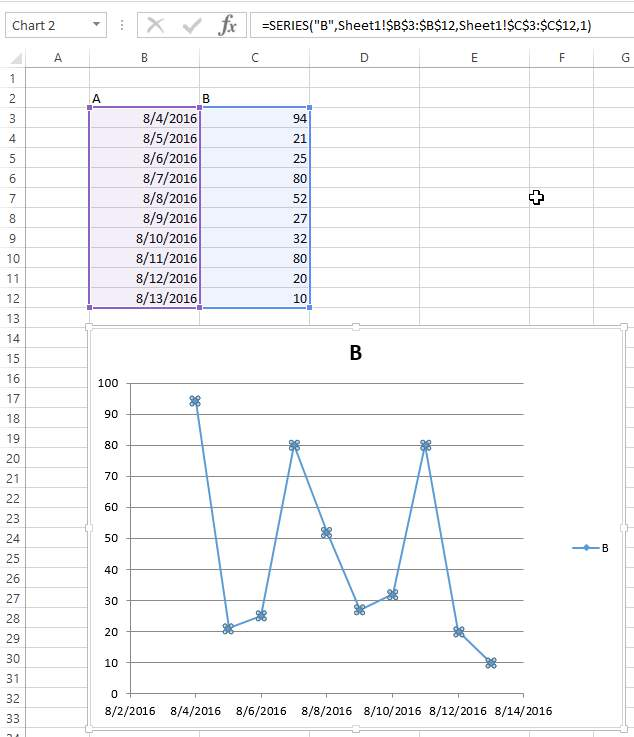 Chart 2 fx =SERIES("B",Sheet1!$B$3:$B$12,Sheet1!$C$3:$C$12,1)
A B C D E F G
1
2 A B
3 8/4/2016 94
4 8/5/2016 21
5 8/6/2016 25
6 8/7/2016 80
7 8/8/2016 52
8 8/9/2016 27
9 8/10/2016 32
10 8/11/2016 80
11 8/12/2016 20
12 8/13/2016 10
13
14
15
16
17
18
19
20
21
22
23
24
25
26
27
28
29
30
31
32
33
34
B
100
90
80
70
60
50
40
30
20
10
0
8/2/2016 8/4/2016 8/6/2016 8/8/2016 8/10/2016 8/12/2016 8/14/2016
B